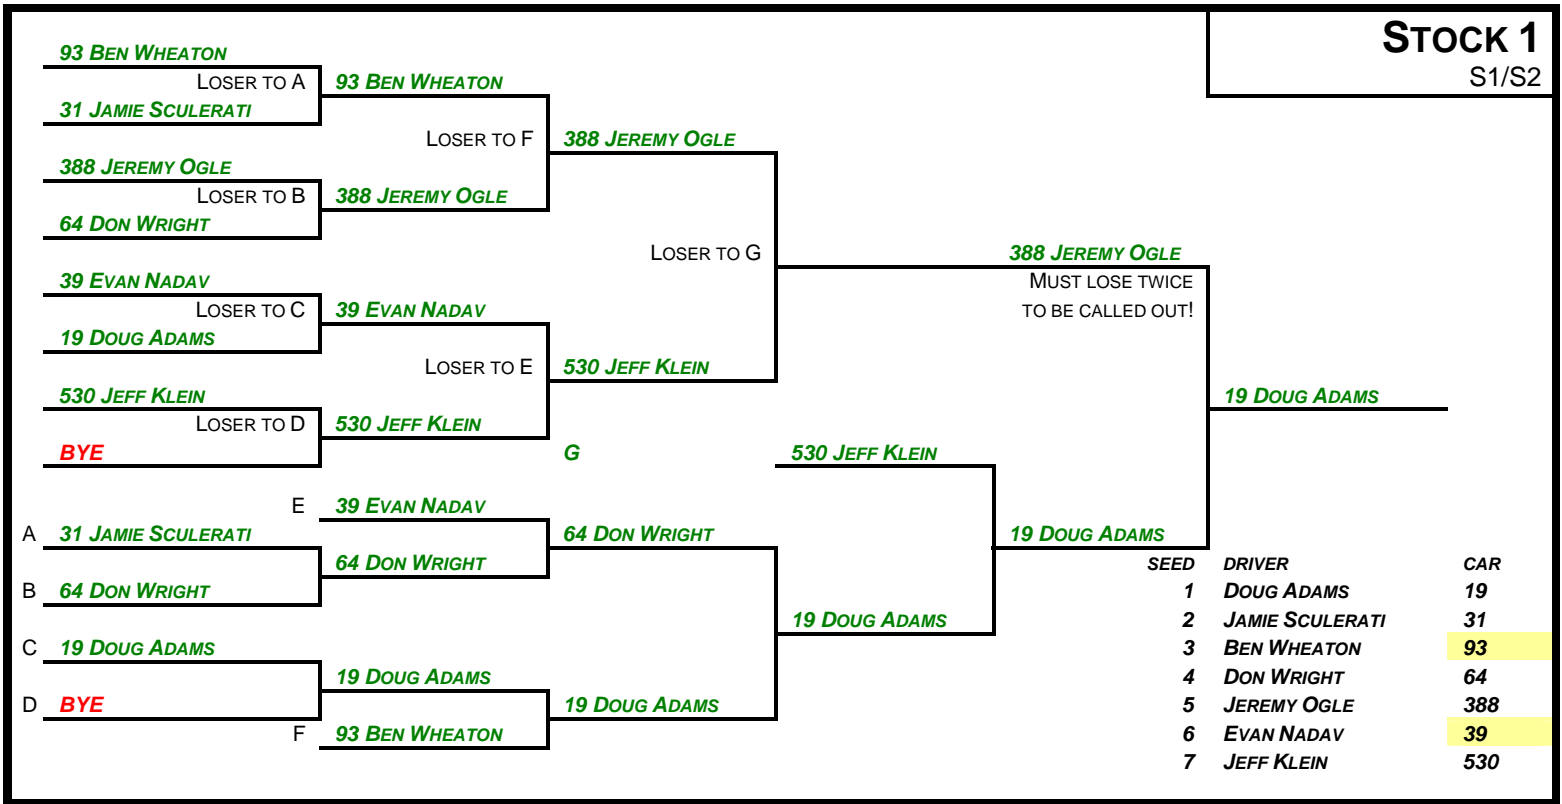 STOCK 1
S1/S2
93 BEN WHEATON
LOSER TO A
93 BEN WHEATON
31 JAMIE SCULERATI
LOSER TO F
388 JEREMY OGLE
388 JEREMY OGLE
LOSER TO B
388 JEREMY OGLE
64 DON WRIGHT
LOSER TO G
388 JEREMY OGLE
39 EVAN NADAV
MUST LOSE TWICE
LOSER TO C
39 EVAN NADAV
TO BE CALLED OUT!
19 DOUG ADAMS
LOSER TO E
530 JEFF KLEIN
530 JEFF KLEIN
19 DOUG ADAMS
LOSER TO D
530 JEFF KLEIN
BYE
G
530 JEFF KLEIN
E
39 EVAN NADAV
A 31 JAMIE SCULERATI
64 DON WRIGHT
19 DOUG ADAMS
64 DON WRIGHT
B 64 DON WRIGHT
19 DOUG ADAMS
C 19 DOUG ADAMS
19 DOUG ADAMS
D BYE
19 DOUG ADAMS
F
93 BEN WHEATON
SEED DRIVER CAR
1 DOUG ADAMS 19
2 JAMIE SCULERATI 31
3 BEN WHEATON 93
4 DON WRIGHT 64
5 JEREMY OGLE 388
6 EVAN NADAV 39
7 JEFF KLEIN 530